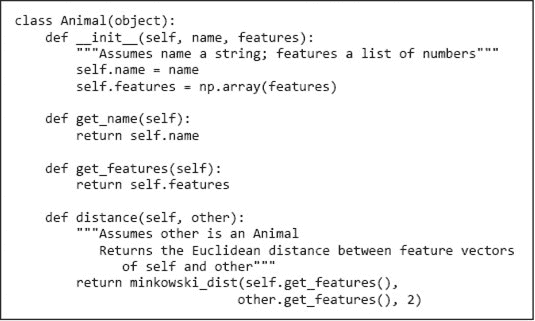 class Animal(object):
    def __init__(self, name, features):
        """Assumes name a string; features a list of numbers"""
        self.name = name
        self.features = np.array(features)

    def get_name(self):
        return self.name

    def get_features(self):
        return self.features

    def distance(self, other):
        """Assumes other is an Animal
           Returns the Euclidean distance between feature vectors
              of self and other"""
        return minkowski_dist(self.get_features(),
                              other.get_features(), 2)